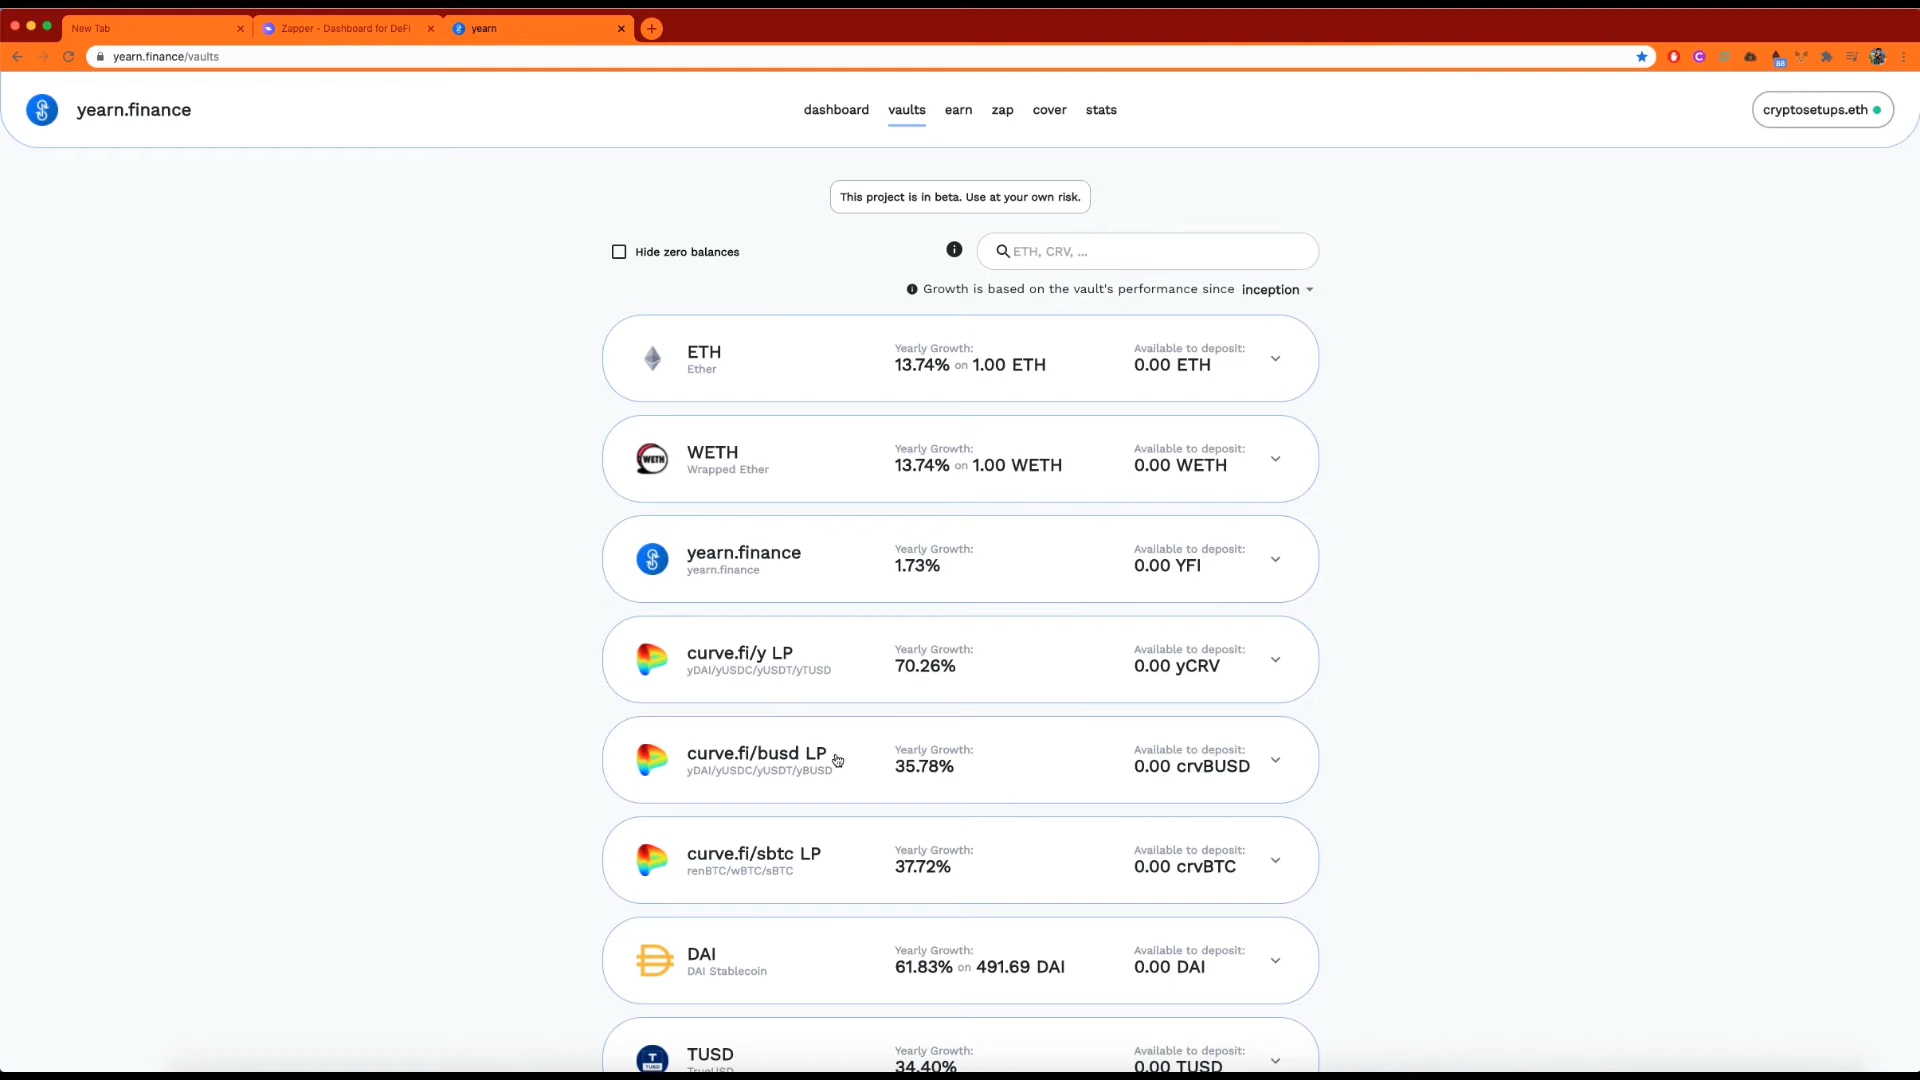 New Tab
Zapper - Dashboard for DeFi
yearn
yearn.finance/vaults
88
yearn.finance
dashboard
vaults
earn
zap
cover
stats
cryptosetups.eth
This project is in beta. Use at your own risk.
Hide zero balances
ETH, CRV, ...
Growth is based on the vault's performance since inception
ETH
Ether
Yearly Growth:
13.74% on 1.00 ETH
Available to deposit:
0.00 ETH
WETH
WETH
Wrapped Ether
Yearly Growth:
13.74% on 1.00 WETH
Available to deposit:
0.00 WETH
yearn.finance
yearn.finance
Yearly Growth:
1.73%
Available to deposit:
0.00 YFI
curve.fi/y LP
yDAI/yUSDC/yUSDT/yTUSD
Yearly Growth:
70.26%
Available to deposit:
0.00 yCRV
curve.fi/busd LP
yDAI/yUSDC/yUSDT/yBUSD
Yearly Growth:
35.78%
Available to deposit:
0.00 crvBUSD
curve.fi/sbtc LP
renBTC/wBTC/sBTC
Yearly Growth:
37.72%
Available to deposit:
0.00 crvBTC
DAI
DAI Stablecoin
Yearly Growth:
61.83% on 491.69 DAI
Available to deposit:
0.00 DAI
TUSD
TrueUSD
Yearly Growth:
34.40%
Available to deposit:
0.00 TUSD